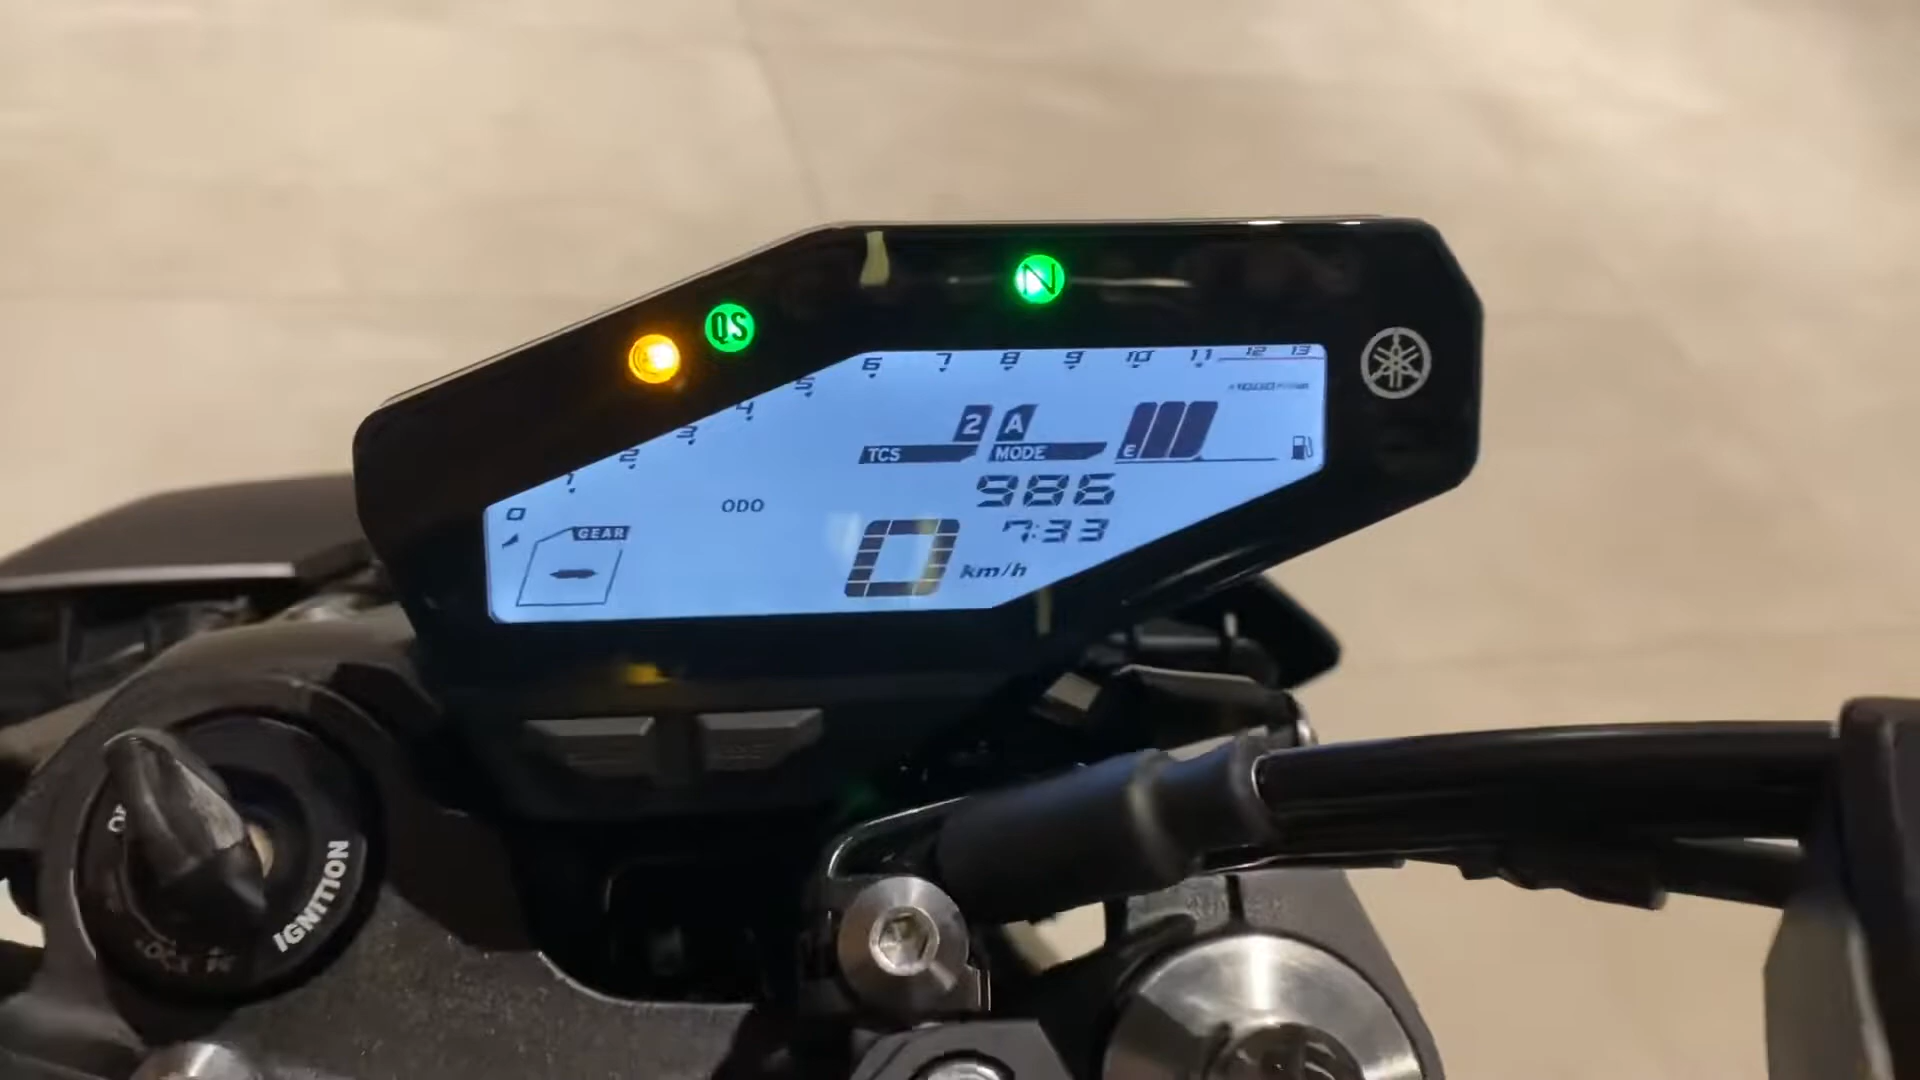 N
QS
0 1 2 3 4 5 6 7 8 9 10 11 12 13
2 A
TCS MODE E
ODO 986
7:33
GEAR
-
0 km/h
IGNITION